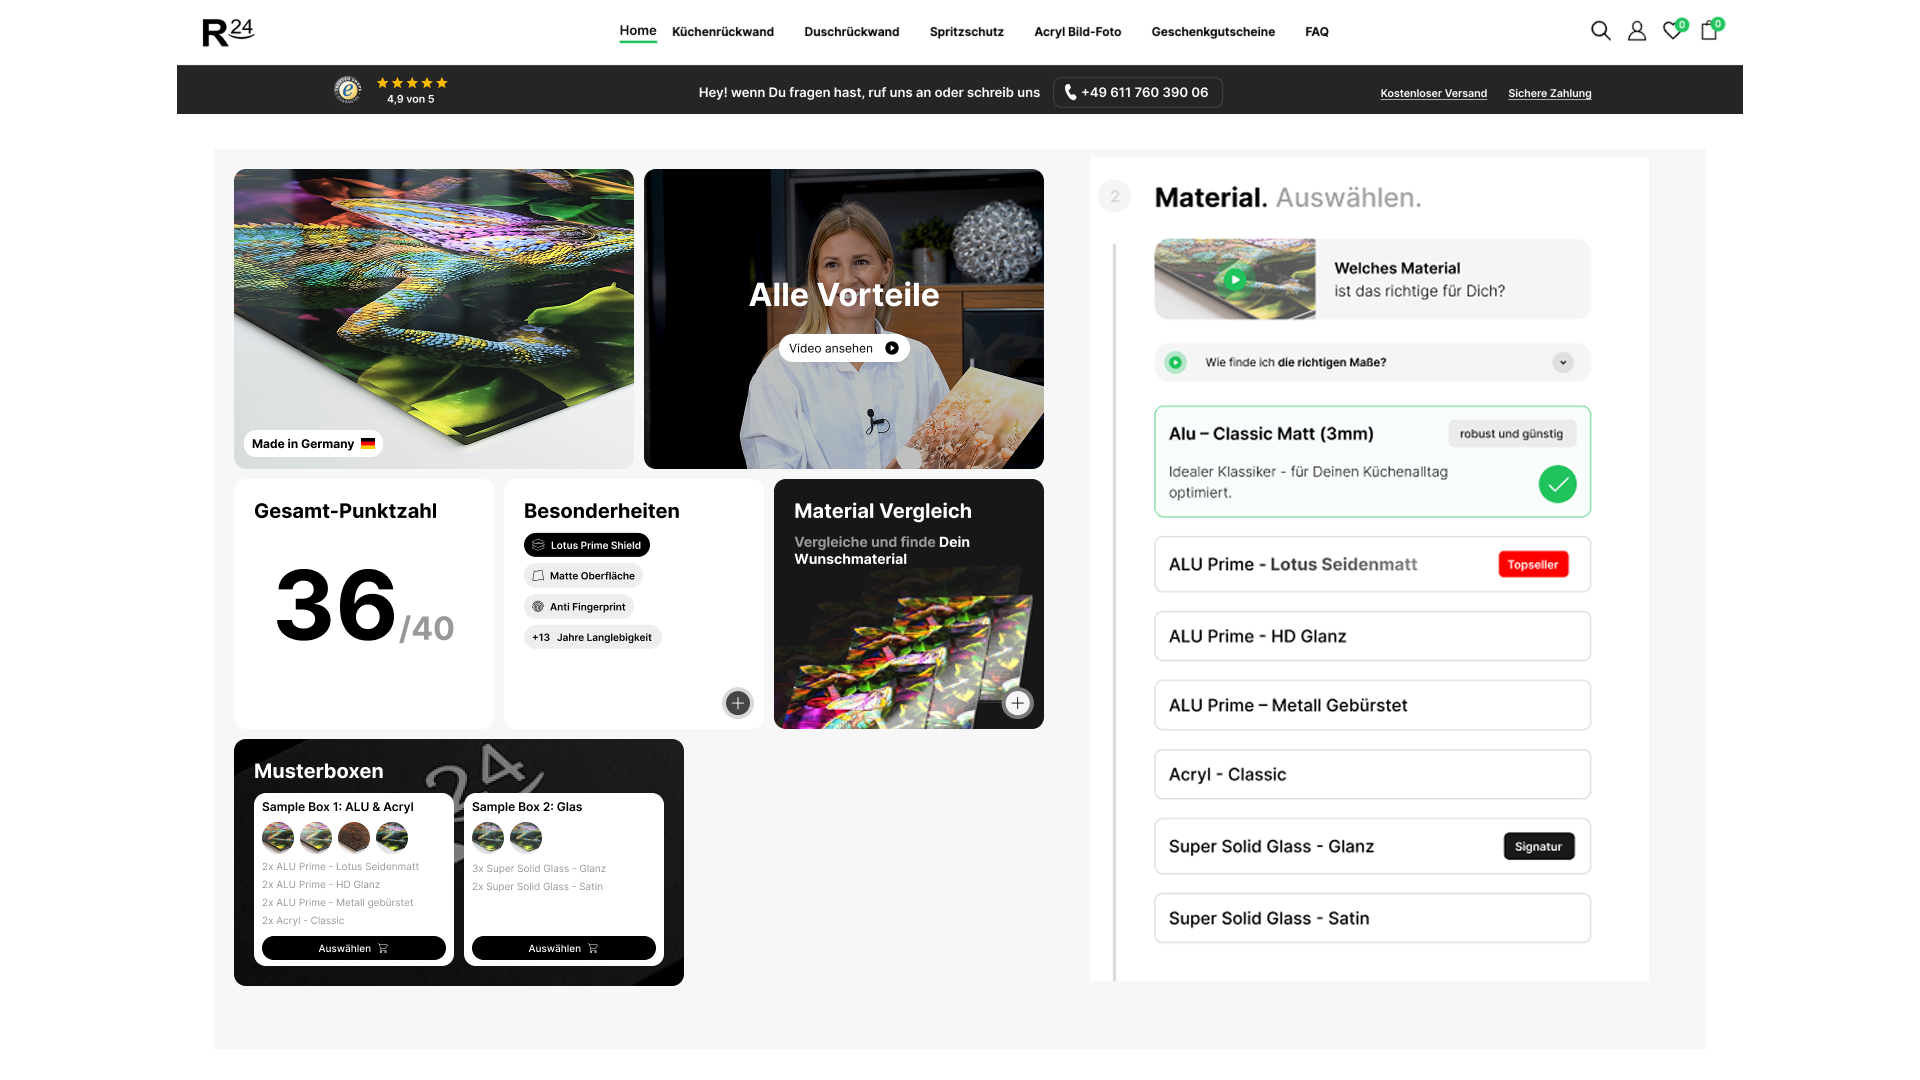 R24
Home
Küchenrückwand
Duschrückwand
Spritzschutz
Acryl Bild-Foto
Geschenkgutscheine
FAQ
0
0
4,9 von 5
Hey! wenn Du fragen hast, ruf uns an oder schreib uns
+49 611 760 390 06
Kostenloser Versand
Sichere Zahlung
Made in Germany
Alle Vorteile
Video ansehen
Gesamt-Punktzahl
36/40
Besonderheiten
Lotus Prime Shield
Matte Oberfläche
Anti Fingerprint
+13 Jahre Langlebigkeit
Material Vergleich
Vergleiche und finde Dein
Wunschmaterial
Musterboxen
24
Sample Box 1: ALU & Acryl
2x ALU Prime - Lotus Seidenmatt
2x ALU Prime - HD Glanz
2x ALU Prime - Metall gebürstet
2x Acryl - Classic
Auswählen
Sample Box 2: Glas
3x Super Solid Glass - Glanz
2x Super Solid Glass - Satin
Auswählen
2
Material. Auswählen.
Welches Material
ist das richtige für Dich?
Wie finde ich die richtigen Maße?
Alu – Classic Matt (3mm)
robust und günstig
Idealer Klassiker - für Deinen Küchenalltag
optimiert.
ALU Prime - Lotus Seidenmatt
Topseller
ALU Prime - HD Glanz
ALU Prime – Metall Gebürstet
Acryl - Classic
Super Solid Glass - Glanz
Signatur
Super Solid Glass - Satin